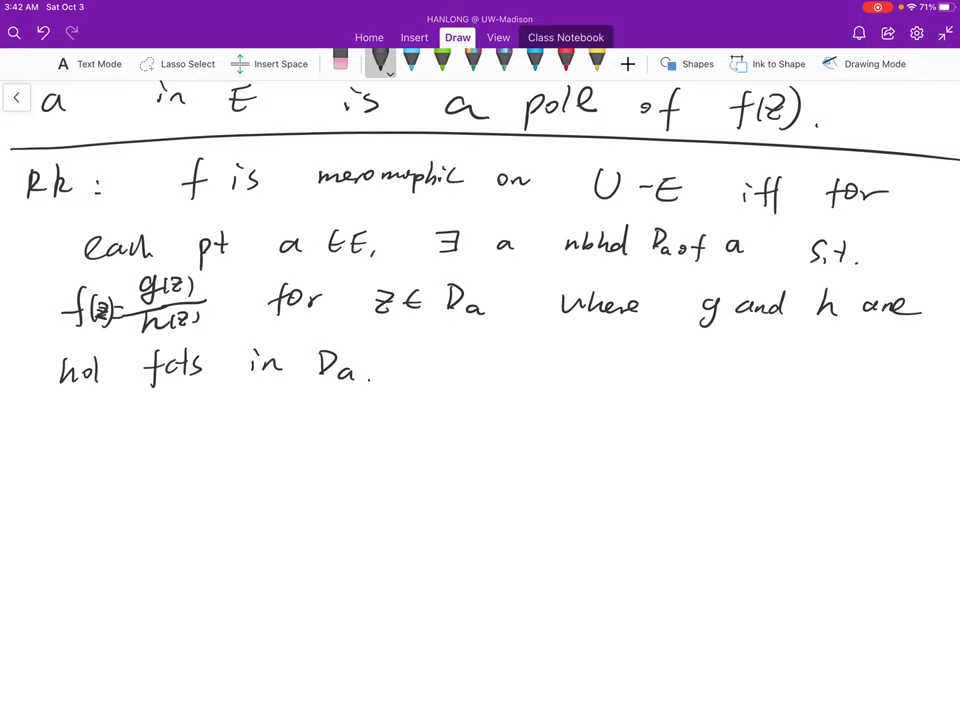 3:42 AM Sat Oct 3
71%
HANLONG @ UW-Madison
Home Insert Draw View Class Notebook
A Text Mode Lasso Select Insert Space Shapes Ink to Shape Drawing Mode
a in E is a pole of f(z).
Rk: f is meromophic on U-E iff for
each pt a ∈ E, ∃ a nbhd Da of a s.t.
f(z)=g(z)/h(z) for z ∈ Da where g and h are
hol fcts in Da.